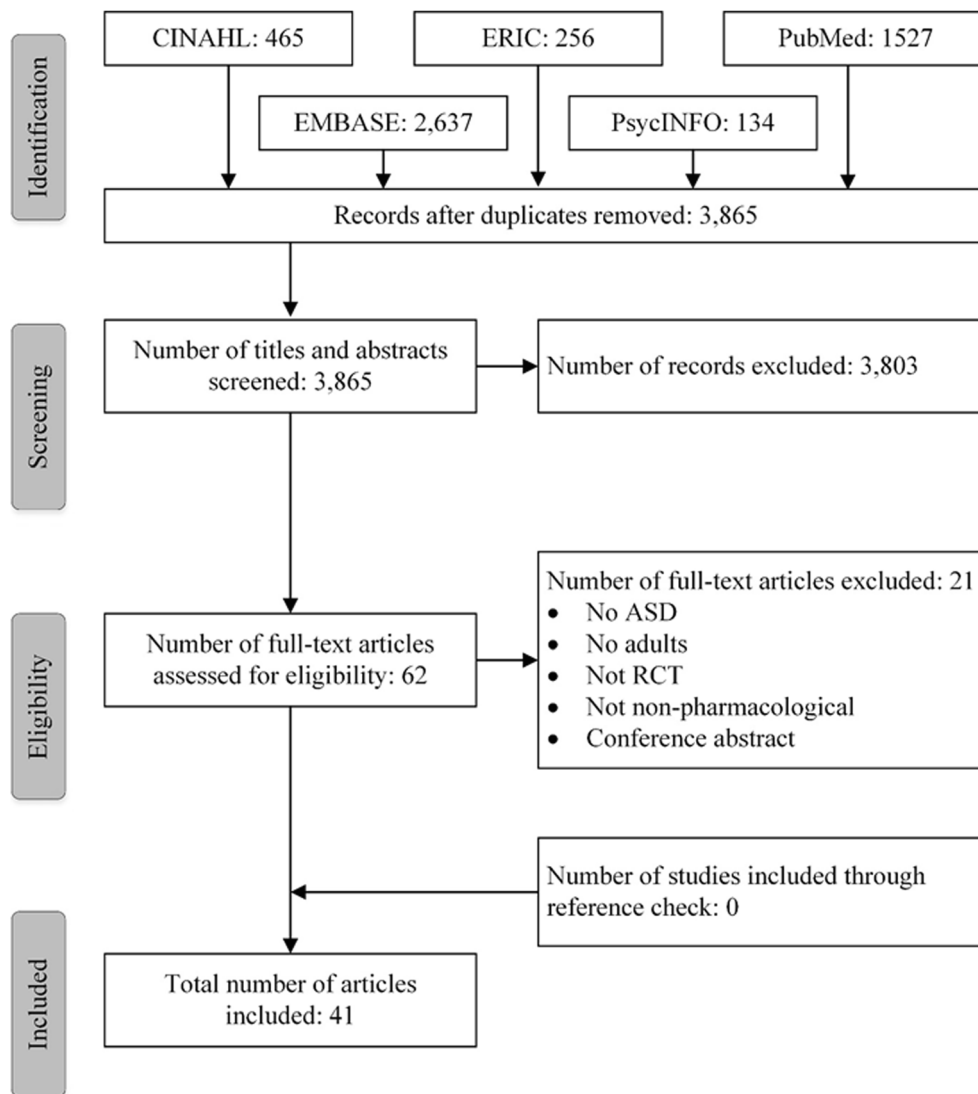 Identification
CINAHL: 465
ERIC: 256
PubMed: 1527
EMBASE: 2,637
PsycINFO: 134
Records after duplicates removed: 3,865
Screening
Number of titles and abstracts
screened: 3,865
Number of records excluded: 3,803
Eligibility
Number of full-text articles
assessed for eligibility: 62
Number of full-text articles excluded: 21
• No ASD
• No adults
• Not RCT
• Not non-pharmacological
• Conference abstract
Number of studies included through
reference check: 0
Included
Total number of articles
included: 41